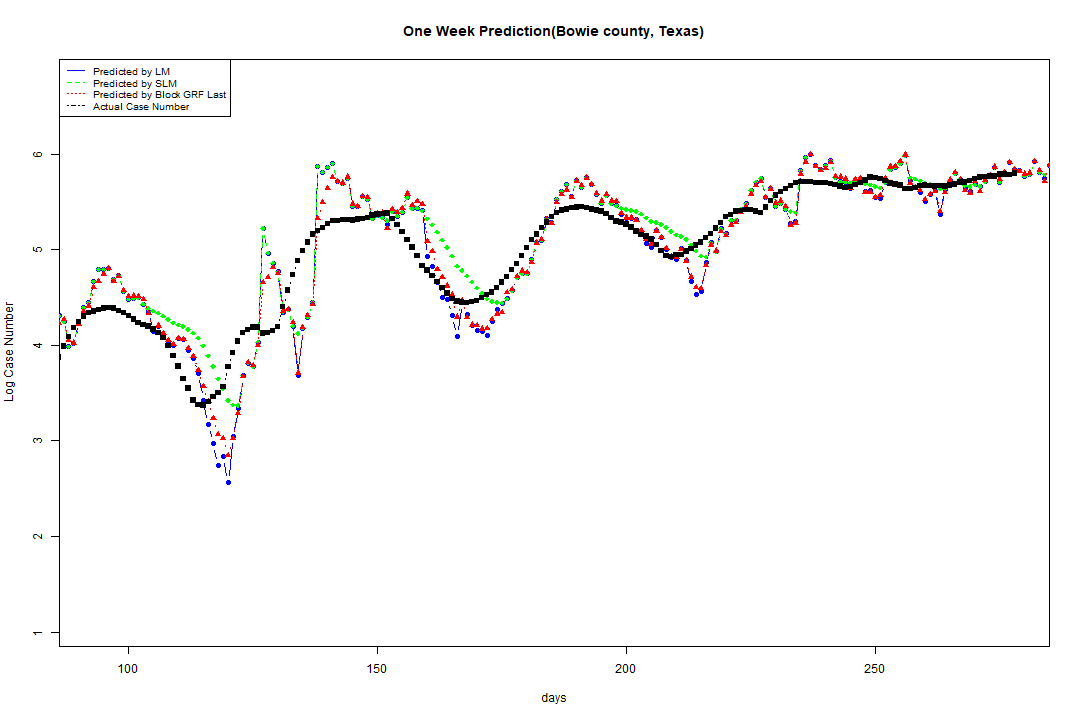 One Week Prediction(Bowie county, Texas)
Predicted by LM
Predicted by SLM
Predicted by Block GRF Last
Actual Case Number
6
5
4
3
2
1
Log Case Number
100 150 200 250
days